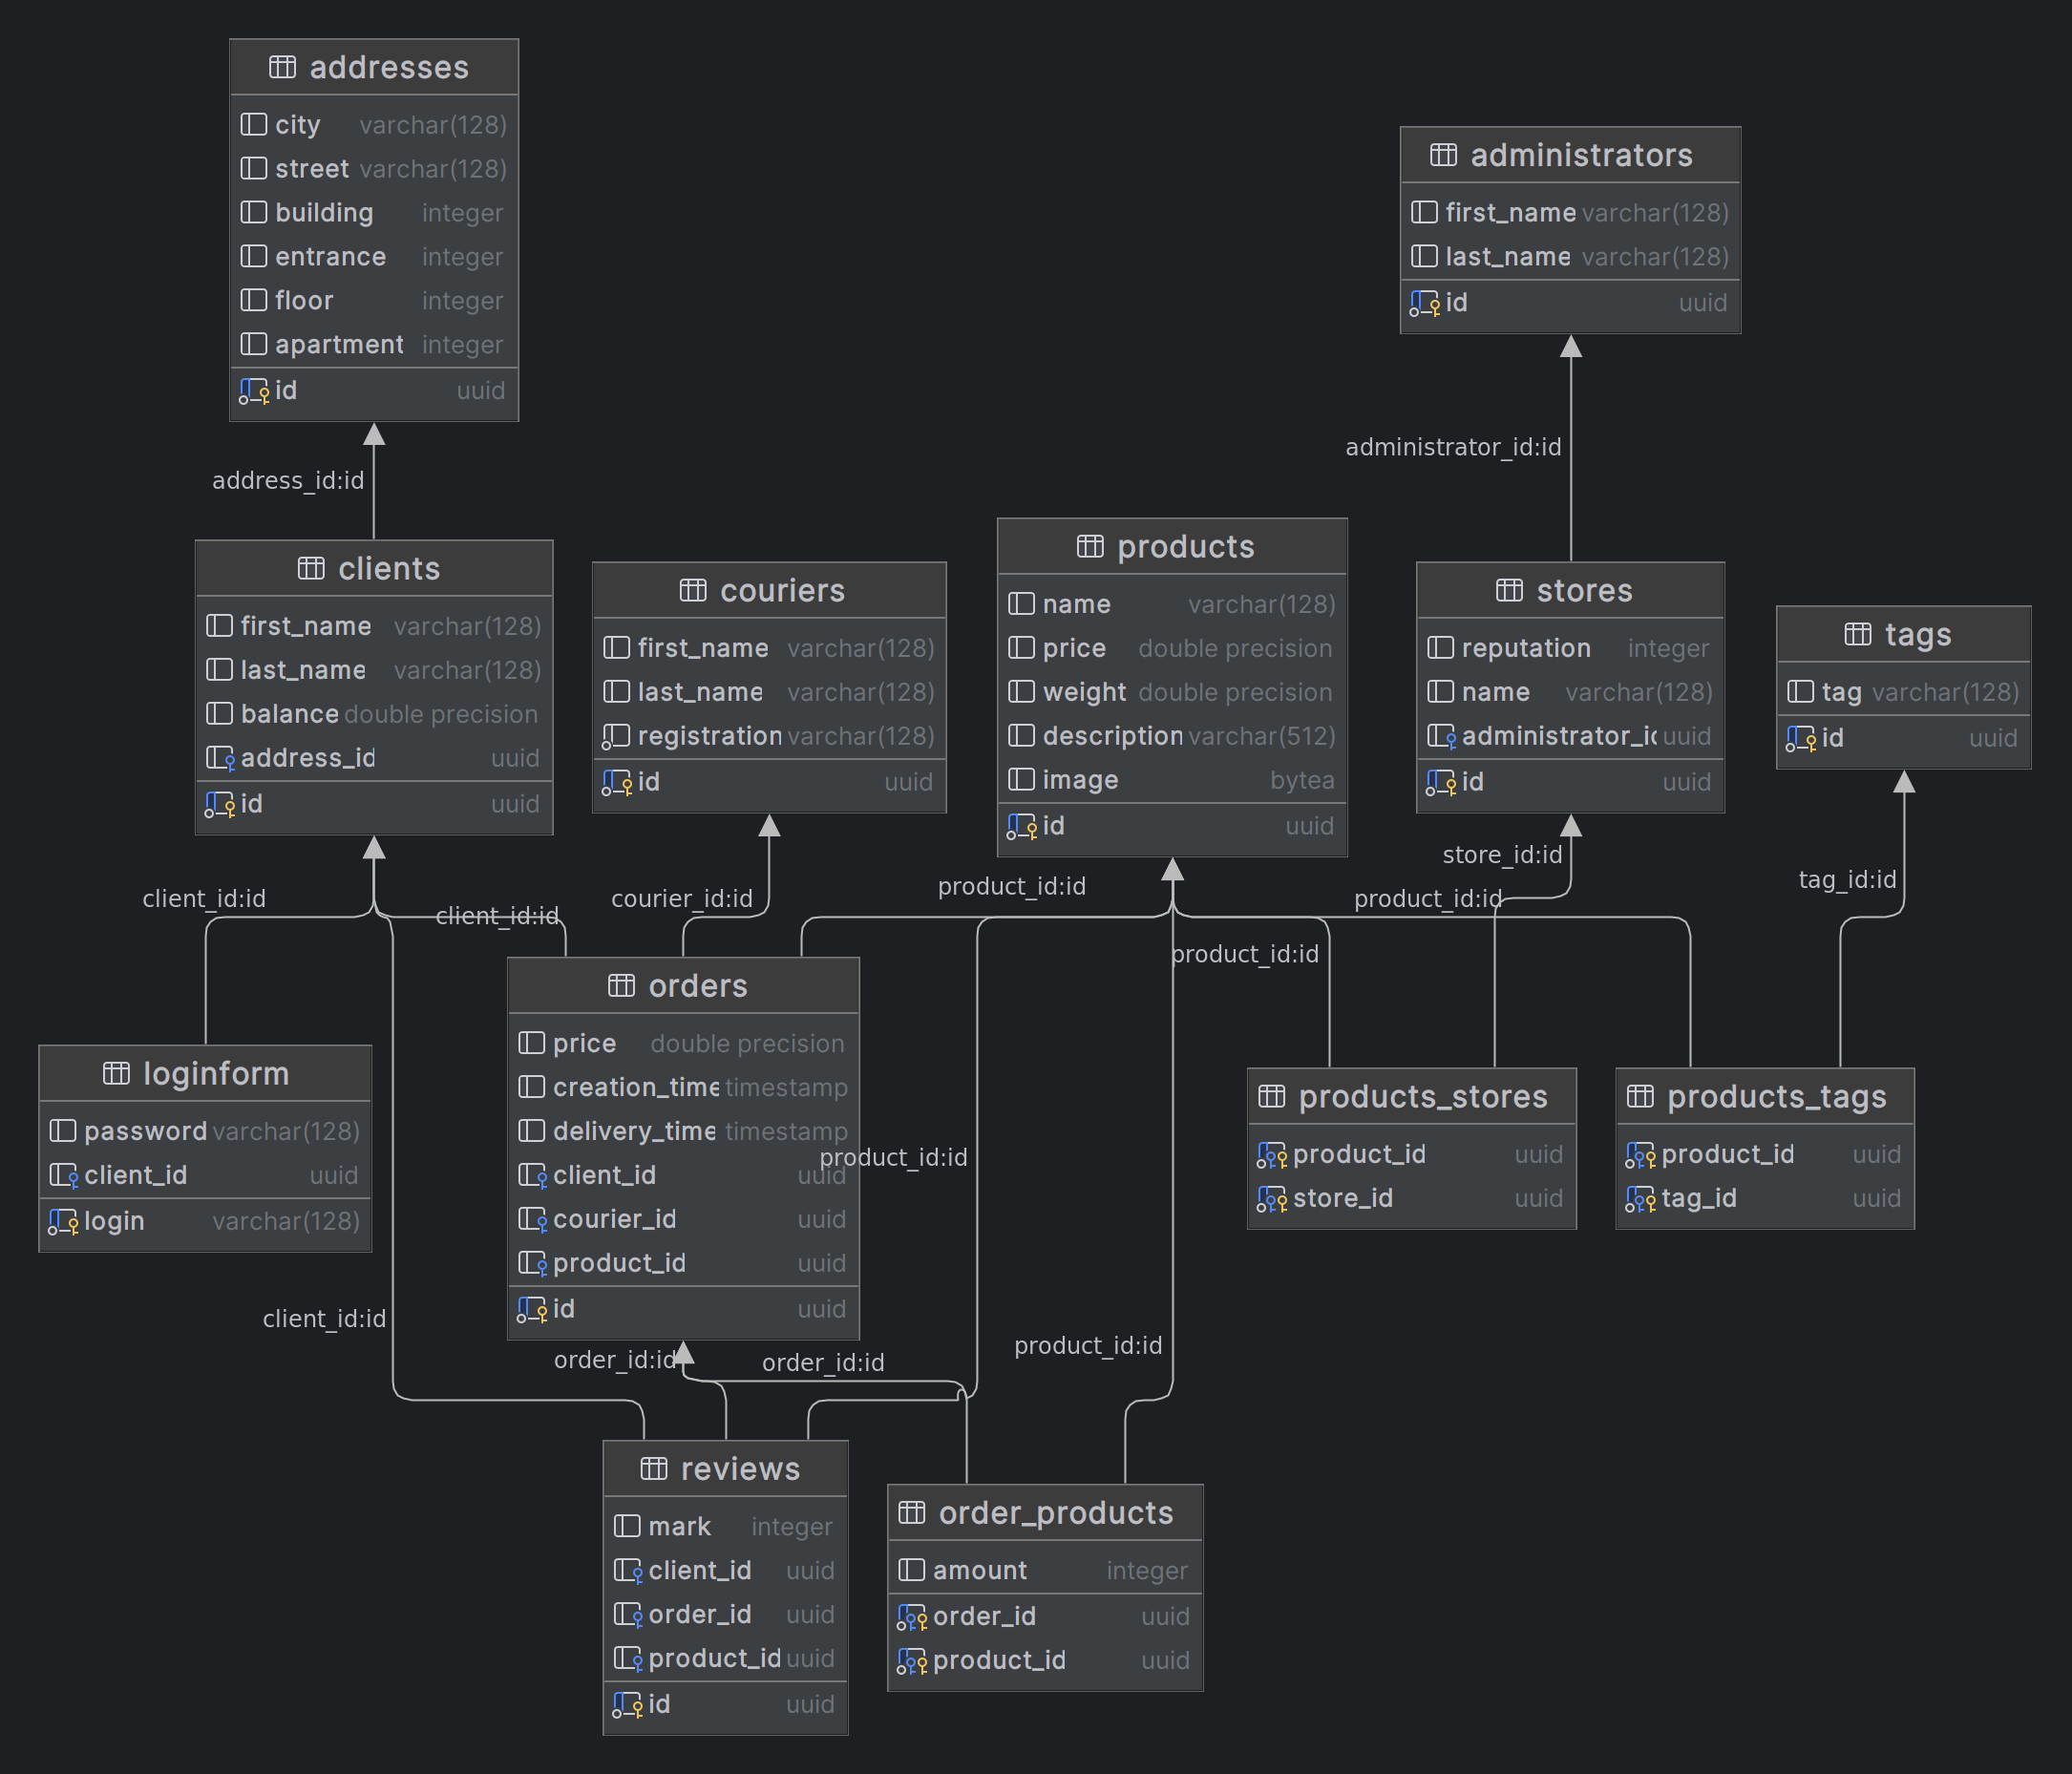 addresses
city varchar(128)
street varchar(128)
building integer
entrance integer
floor integer
apartment integer
id uuid
administrators
first_name varchar(128)
last_name varchar(128)
id uuid
address_id:id
administrator_id:id
clients
first_name varchar(128)
last_name varchar(128)
balance double precision
address_id uuid
id uuid
couriers
first_name varchar(128)
last_name varchar(128)
registration varchar(128)
id uuid
products
name varchar(128)
price double precision
weight double precision
description varchar(512)
image bytea
id uuid
stores
reputation integer
name varchar(128)
administrator_id uuid
id uuid
tags
tag varchar(128)
id uuid
client_id:id
client_id:id
courier_id:id
product_id:id
store_id:id
product_id:id
tag_id:id
product_id:id
loginform
password varchar(128)
client_id uuid
login varchar(128)
orders
price double precision
creation_time timestamp
delivery_time timestamp
client_id uuid
courier_id uuid
product_id uuid
id uuid
product_id:id
products_stores
product_id uuid
store_id uuid
products_tags
product_id uuid
tag_id uuid
client_id:id
order_id:id
order_id:id
product_id:id
reviews
mark integer
client_id uuid
order_id uuid
product_id uuid
id uuid
order_products
amount integer
order_id uuid
product_id uuid